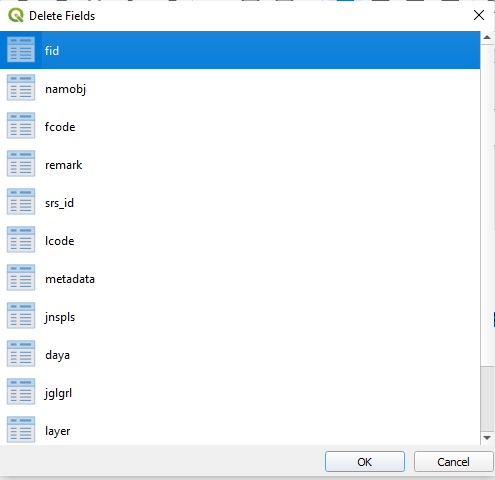 Delete Fields
fid
namobj
fcode
remark
srs_id
lcode
metadata
jnspls
daya
jglgrl
layer
OK
Cancel